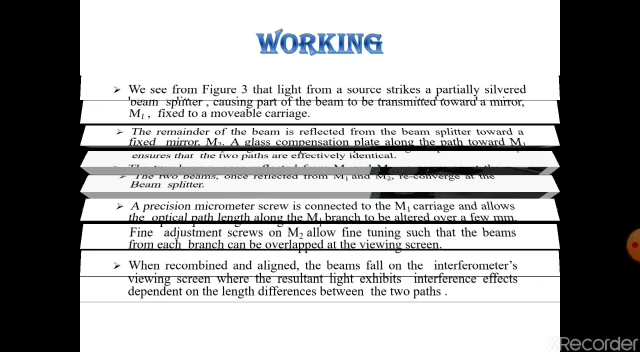 WORKING
➤ We see from Figure 3 that light from a source strikes a partially silvered
'beam splitter , causing part of the beam to be transmitted toward a mirror,
M1 , fixed to a moveable carriage.
➤ The remainder of the beam is reflected from the beam splitter toward a
fixed mirror, M2. A glass compensation plate along the path toward M1
ensures that the two paths are effectively identical.
➤ The two beams, once reflected from M1 and M2, re-converge at the
Beam splitter.
➤ A precision micrometer screw is connected to the M1 carriage and allows
the optical path length along the M1 branch to be altered over a few mm.
Fine adjustment screws on M2 allow fine tuning such that the beams
from each branch can be overlapped at the viewing screen.
➤ When recombined and aligned, the beams fall on the interferometer's
viewing screen where the resultant light exhibits interference effects
dependent on the length differences between the two paths .
Recorder